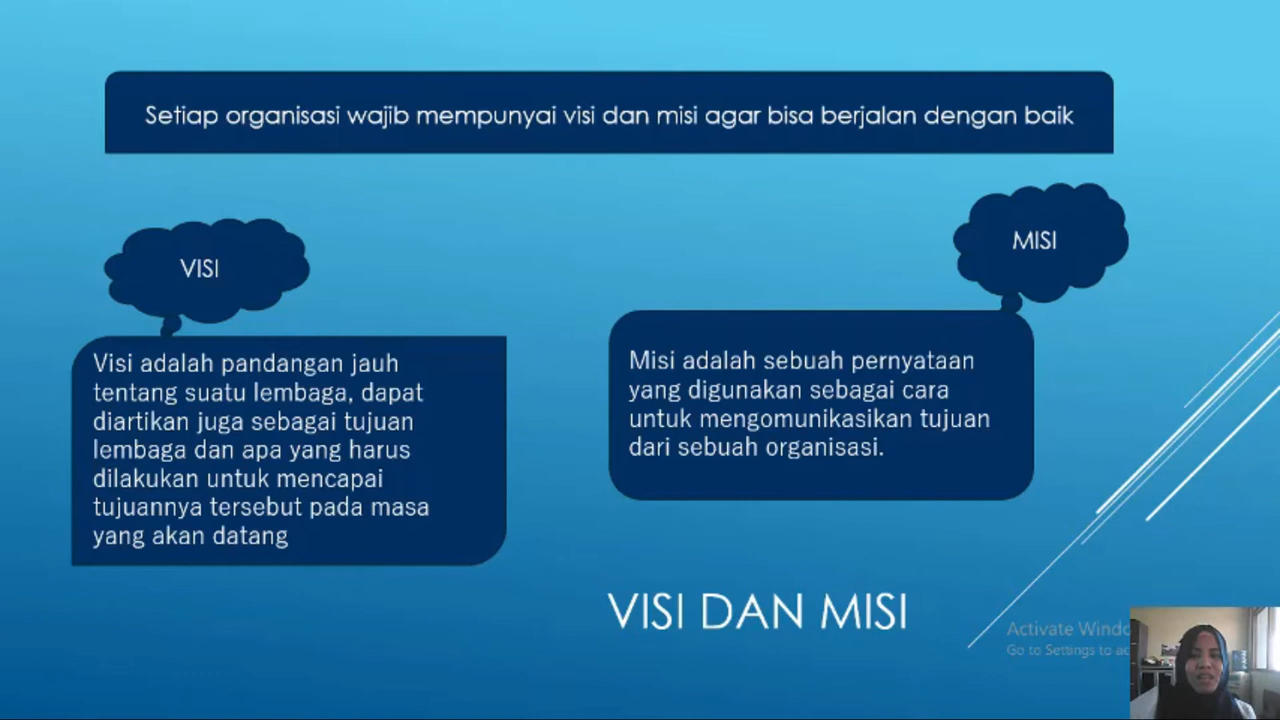 Setiap organisasi wajib mempunyai visi dan misi agar bisa berjalan dengan baik
VISI
Visi adalah pandangan jauh
tentang suatu lembaga, dapat
diartikan juga sebagai tujuan
lembaga dan apa yang harus
dilakukan untuk mencapai
tujuannya tersebut pada masa
yang akan datang
MISI
Misi adalah sebuah pernyataan
yang digunakan sebagai cara
untuk mengomunikasikan tujuan
dari sebuah organisasi.
VISI DAN MISI
Activate
Go to Settings to